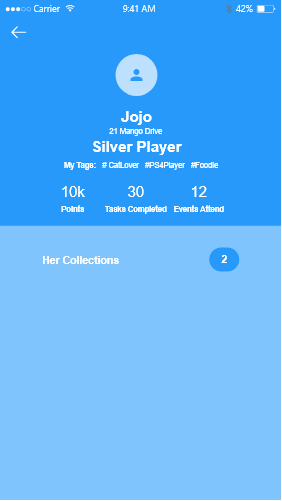 Carrier 9:41 AM 42%
Jojo
21 Mango Drive
Silver Player
My Tags: # CatLover #PS4Player #Foodie
10k 30 12
Points Tasks Completed Events Attend
Her Collections 2